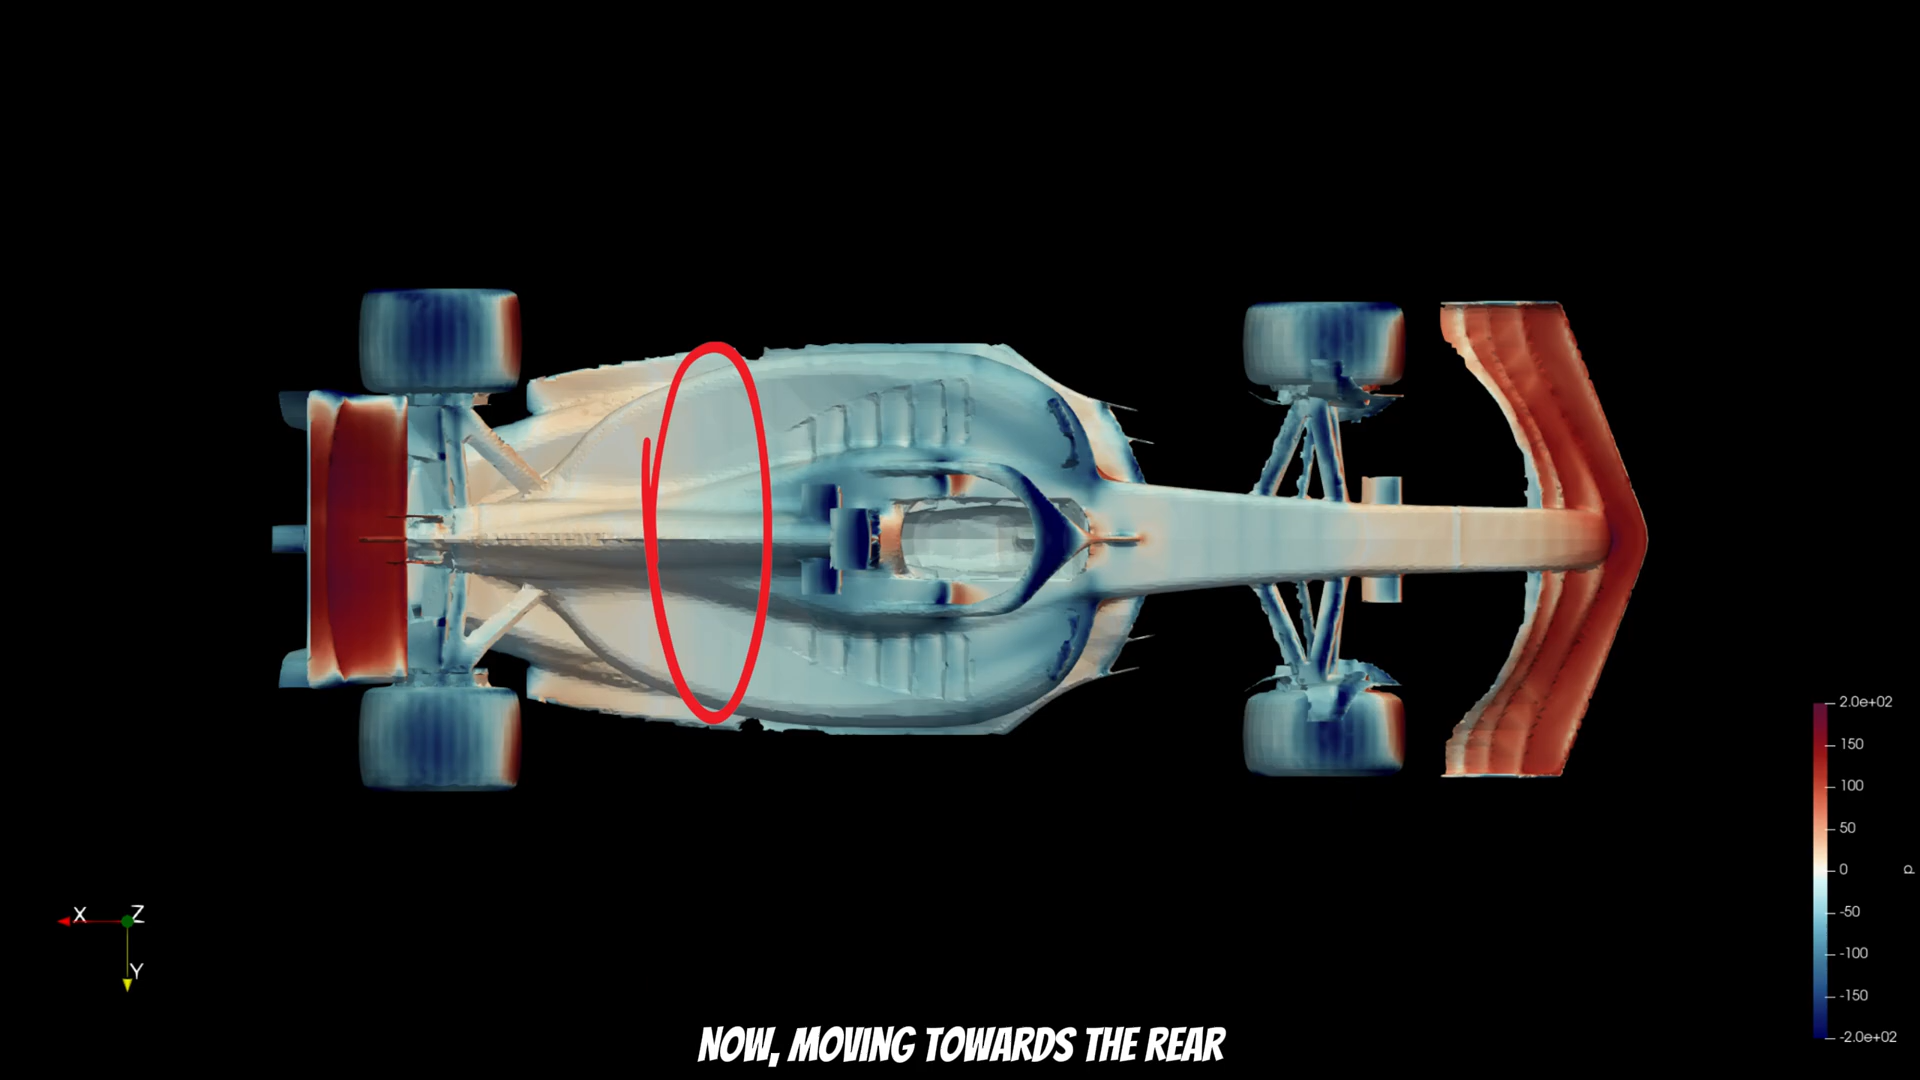 2.0e+02
150
100
50
0
-50
-100
-150
-2.0e+02
p
X
Z
Y
NOW, MOVING TOWARDS THE REAR